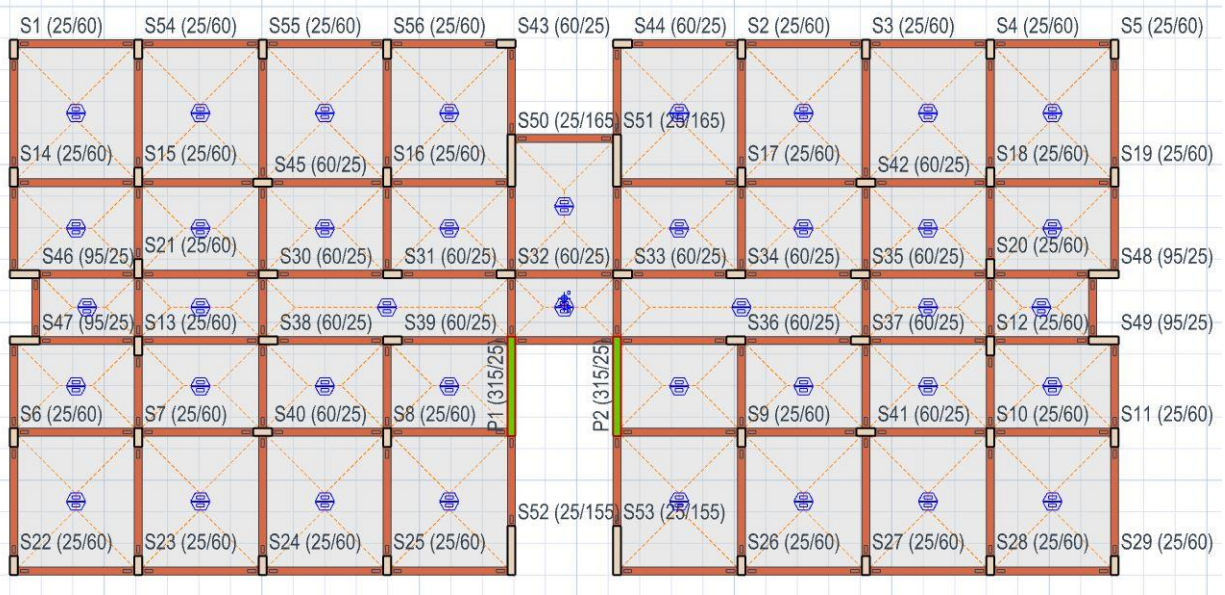 S1 (25/60) S54 (25/60) S55 (25/60) S56 (25/60) S43 (60/25) S44 (60/25) S2 (25/60) S3 (25/60) S4 (25/60) S5 (25/60)
S50 (25/165) S51 (25/165)
S14 (25/60) S15 (25/60) S45 (60/25) S16 (25/60) S17 (25/60) S42 (60/25) S18 (25/60) S19 (25/60)
S46 (95/25) S21 (25/60) S30 (60/25) S31 (60/25) S32 (60/25) S33 (60/25) S34 (60/25) S35 (60/25) S20 (25/60) S48 (95/25)
S47 (95/25) S13 (25/60) S38 (60/25) S39 (60/25) S36 (60/25) S37 (60/25) S12 (25/60) S49 (95/25)
P1 (315/25) P2 (315/25)
S6 (25/60) S7 (25/60) S40 (60/25) S8 (25/60) S9 (25/60) S41 (60/25) S10 (25/60) S11 (25/60)
S52 (25/155) S53 (25/155)
S22 (25/60) S23 (25/60) S24 (25/60) S25 (25/60) S26 (25/60) S27 (25/60) S28 (25/60) S29 (25/60)